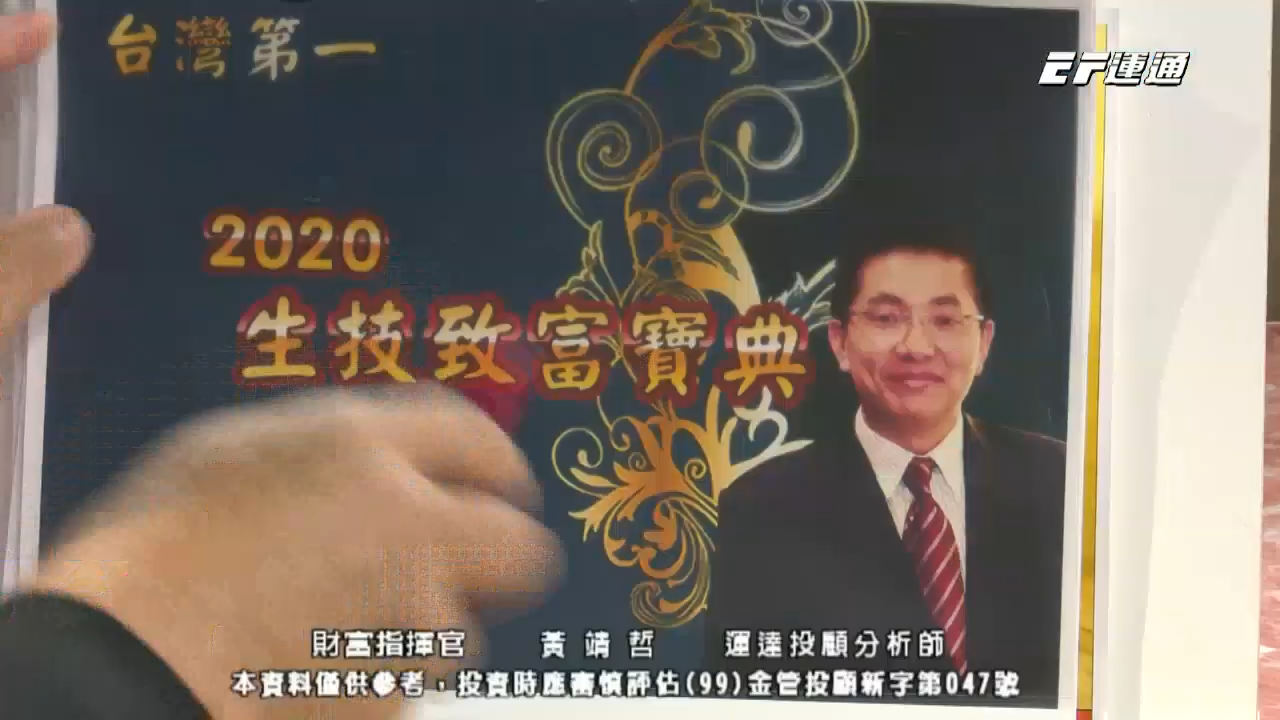 台灣第一
EF運通
2020
生技致富寶典
財富指揮官 黃靖哲 運達投顧分析師
本資料僅供參考，投資時應審慎評估(99)金管投顧新字第047號